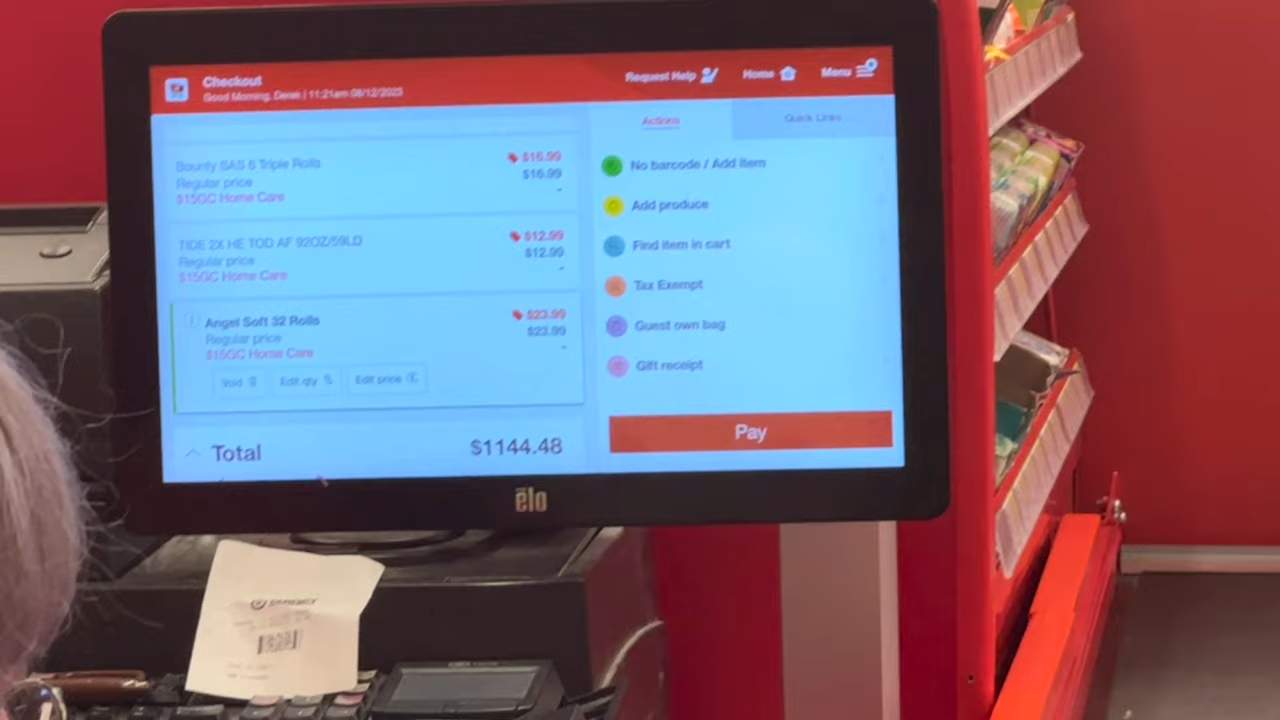 Checkout
Good Morning, Derek | 11:21am 08/12/2023
Request Help
Home
Menu
Bounty SAS 6 Triple Rolls
$16.99
Regular price
$16.99
$15GC Home Care
-
TIDE 2X HE TOD AF 92OZ/59LD
$12.99
Regular price
$12.99
$15GC Home Care
-
Angel Soft 32 Rolls
$23.99
Regular price
$23.99
$15GC Home Care
-
Void
Edit qty
Edit price
Total
$1144.48
Actions
Quick Links
No barcode / Add item
Add produce
Find item in cart
Tax Exempt
Guest own bag
Gift receipt
Pay
elo